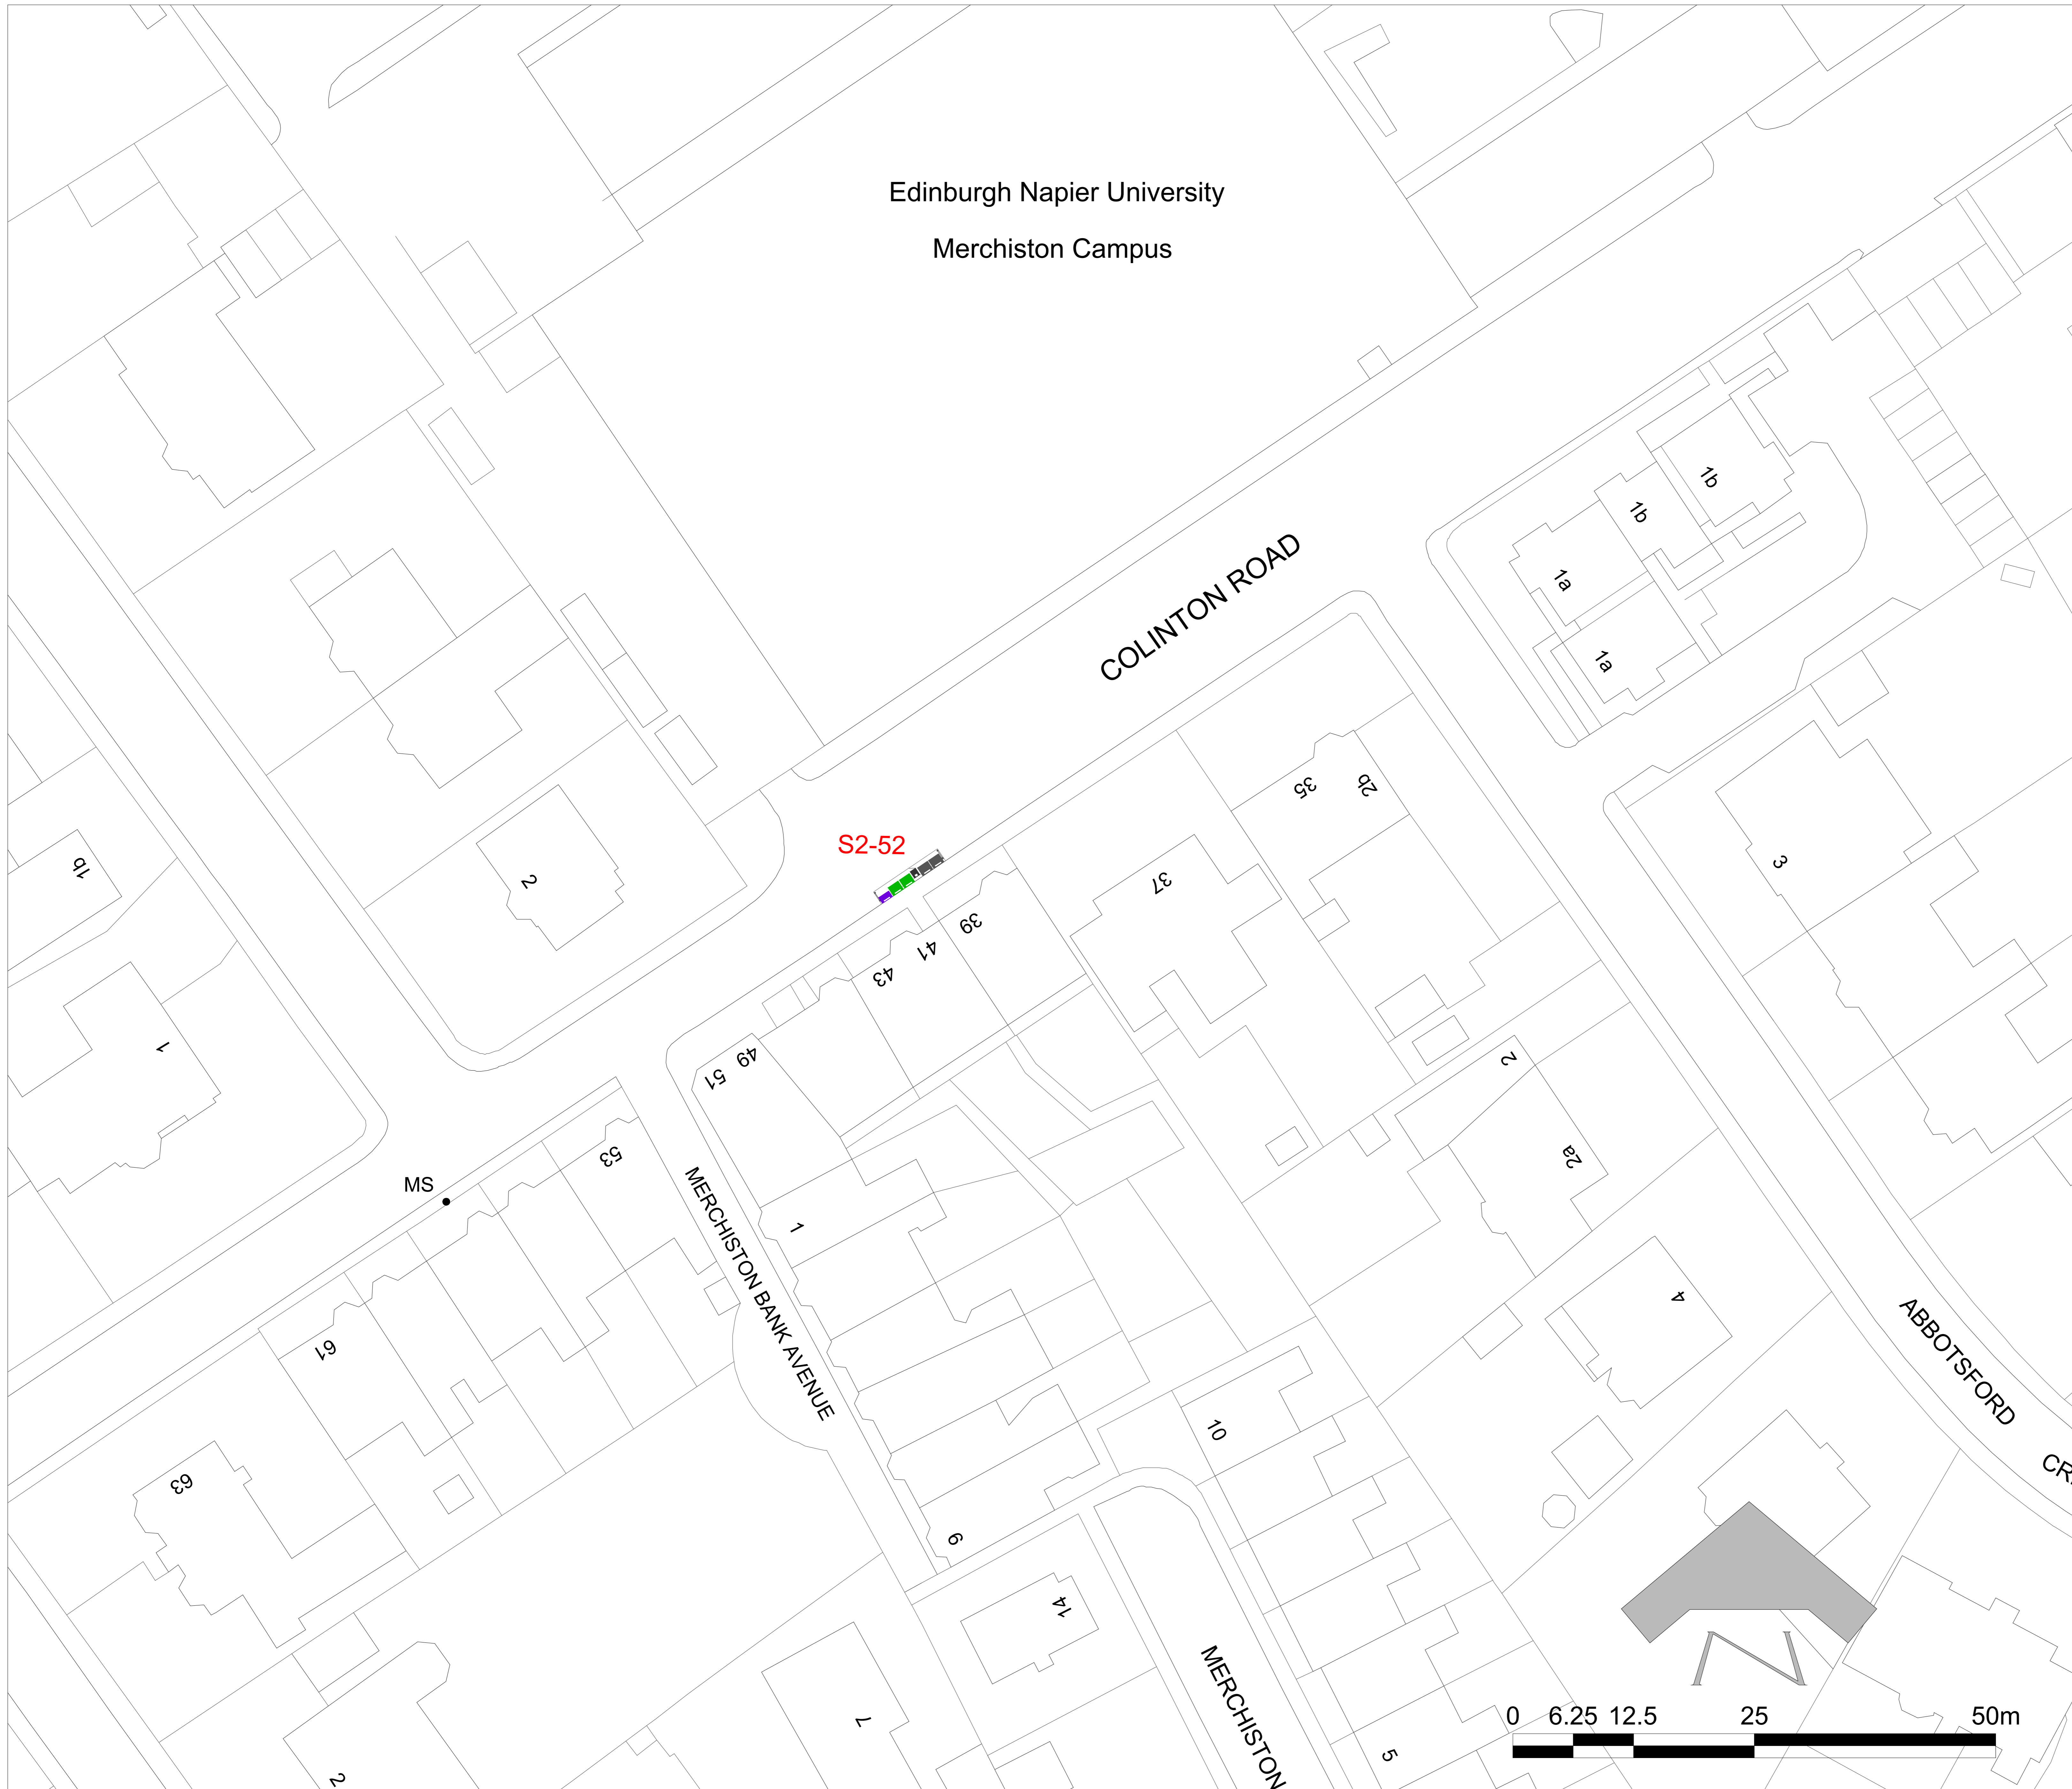 Edinburgh Napier University
Merchiston Campus
COLINTON ROAD
1b
1b
1a
1a
S2-52
35
2b
37
39
41
43
49
51
2
1b
1
3
53
MS
61
63
MERCHISTON BANK AVENUE
1
2
2a
4
ABBOTSFORD
10
6
14
7
2
MERCHISTON
5
0 6.25 12.5 25 50m